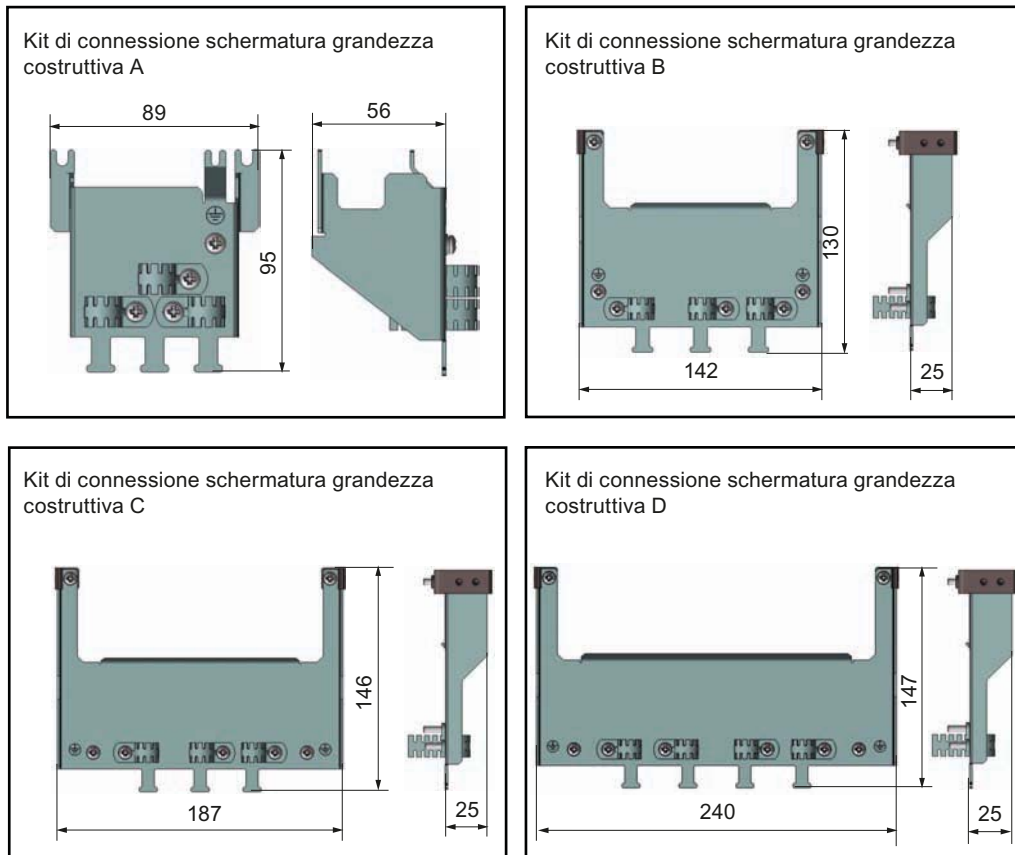 Kit di connessione schermatura grandezza
costruttiva A
89
56
95
Kit di connessione schermatura grandezza
costruttiva B
130
142
25
Kit di connessione schermatura grandezza
costruttiva C
146
187
25
Kit di connessione schermatura grandezza
costruttiva D
147
240
25